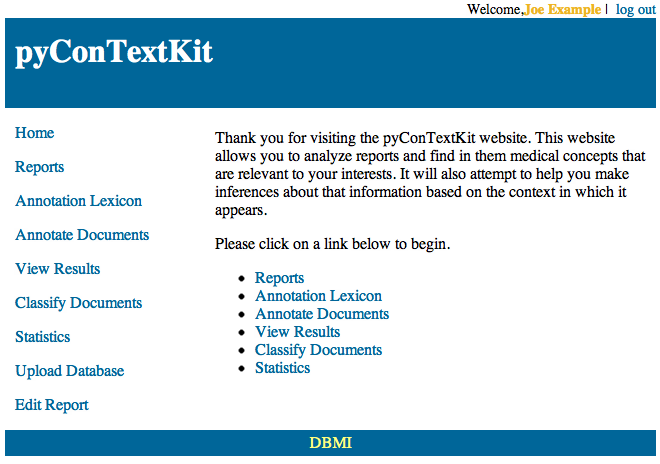 Welcome,Joe Example | log out
pyConTextKit
Home
Reports
Annotation Lexicon
Annotate Documents
View Results
Classify Documents
Statistics
Upload Database
Edit Report
Thank you for visiting the pyConTextKit website. This website
allows you to analyze reports and find in them medical concepts that
are relevant to your interests. It will also attempt to help you make
inferences about that information based on the context in which it
appears.
Please click on a link below to begin.
• Reports
• Annotation Lexicon
• Annotate Documents
• View Results
• Classify Documents
• Statistics
DBMI